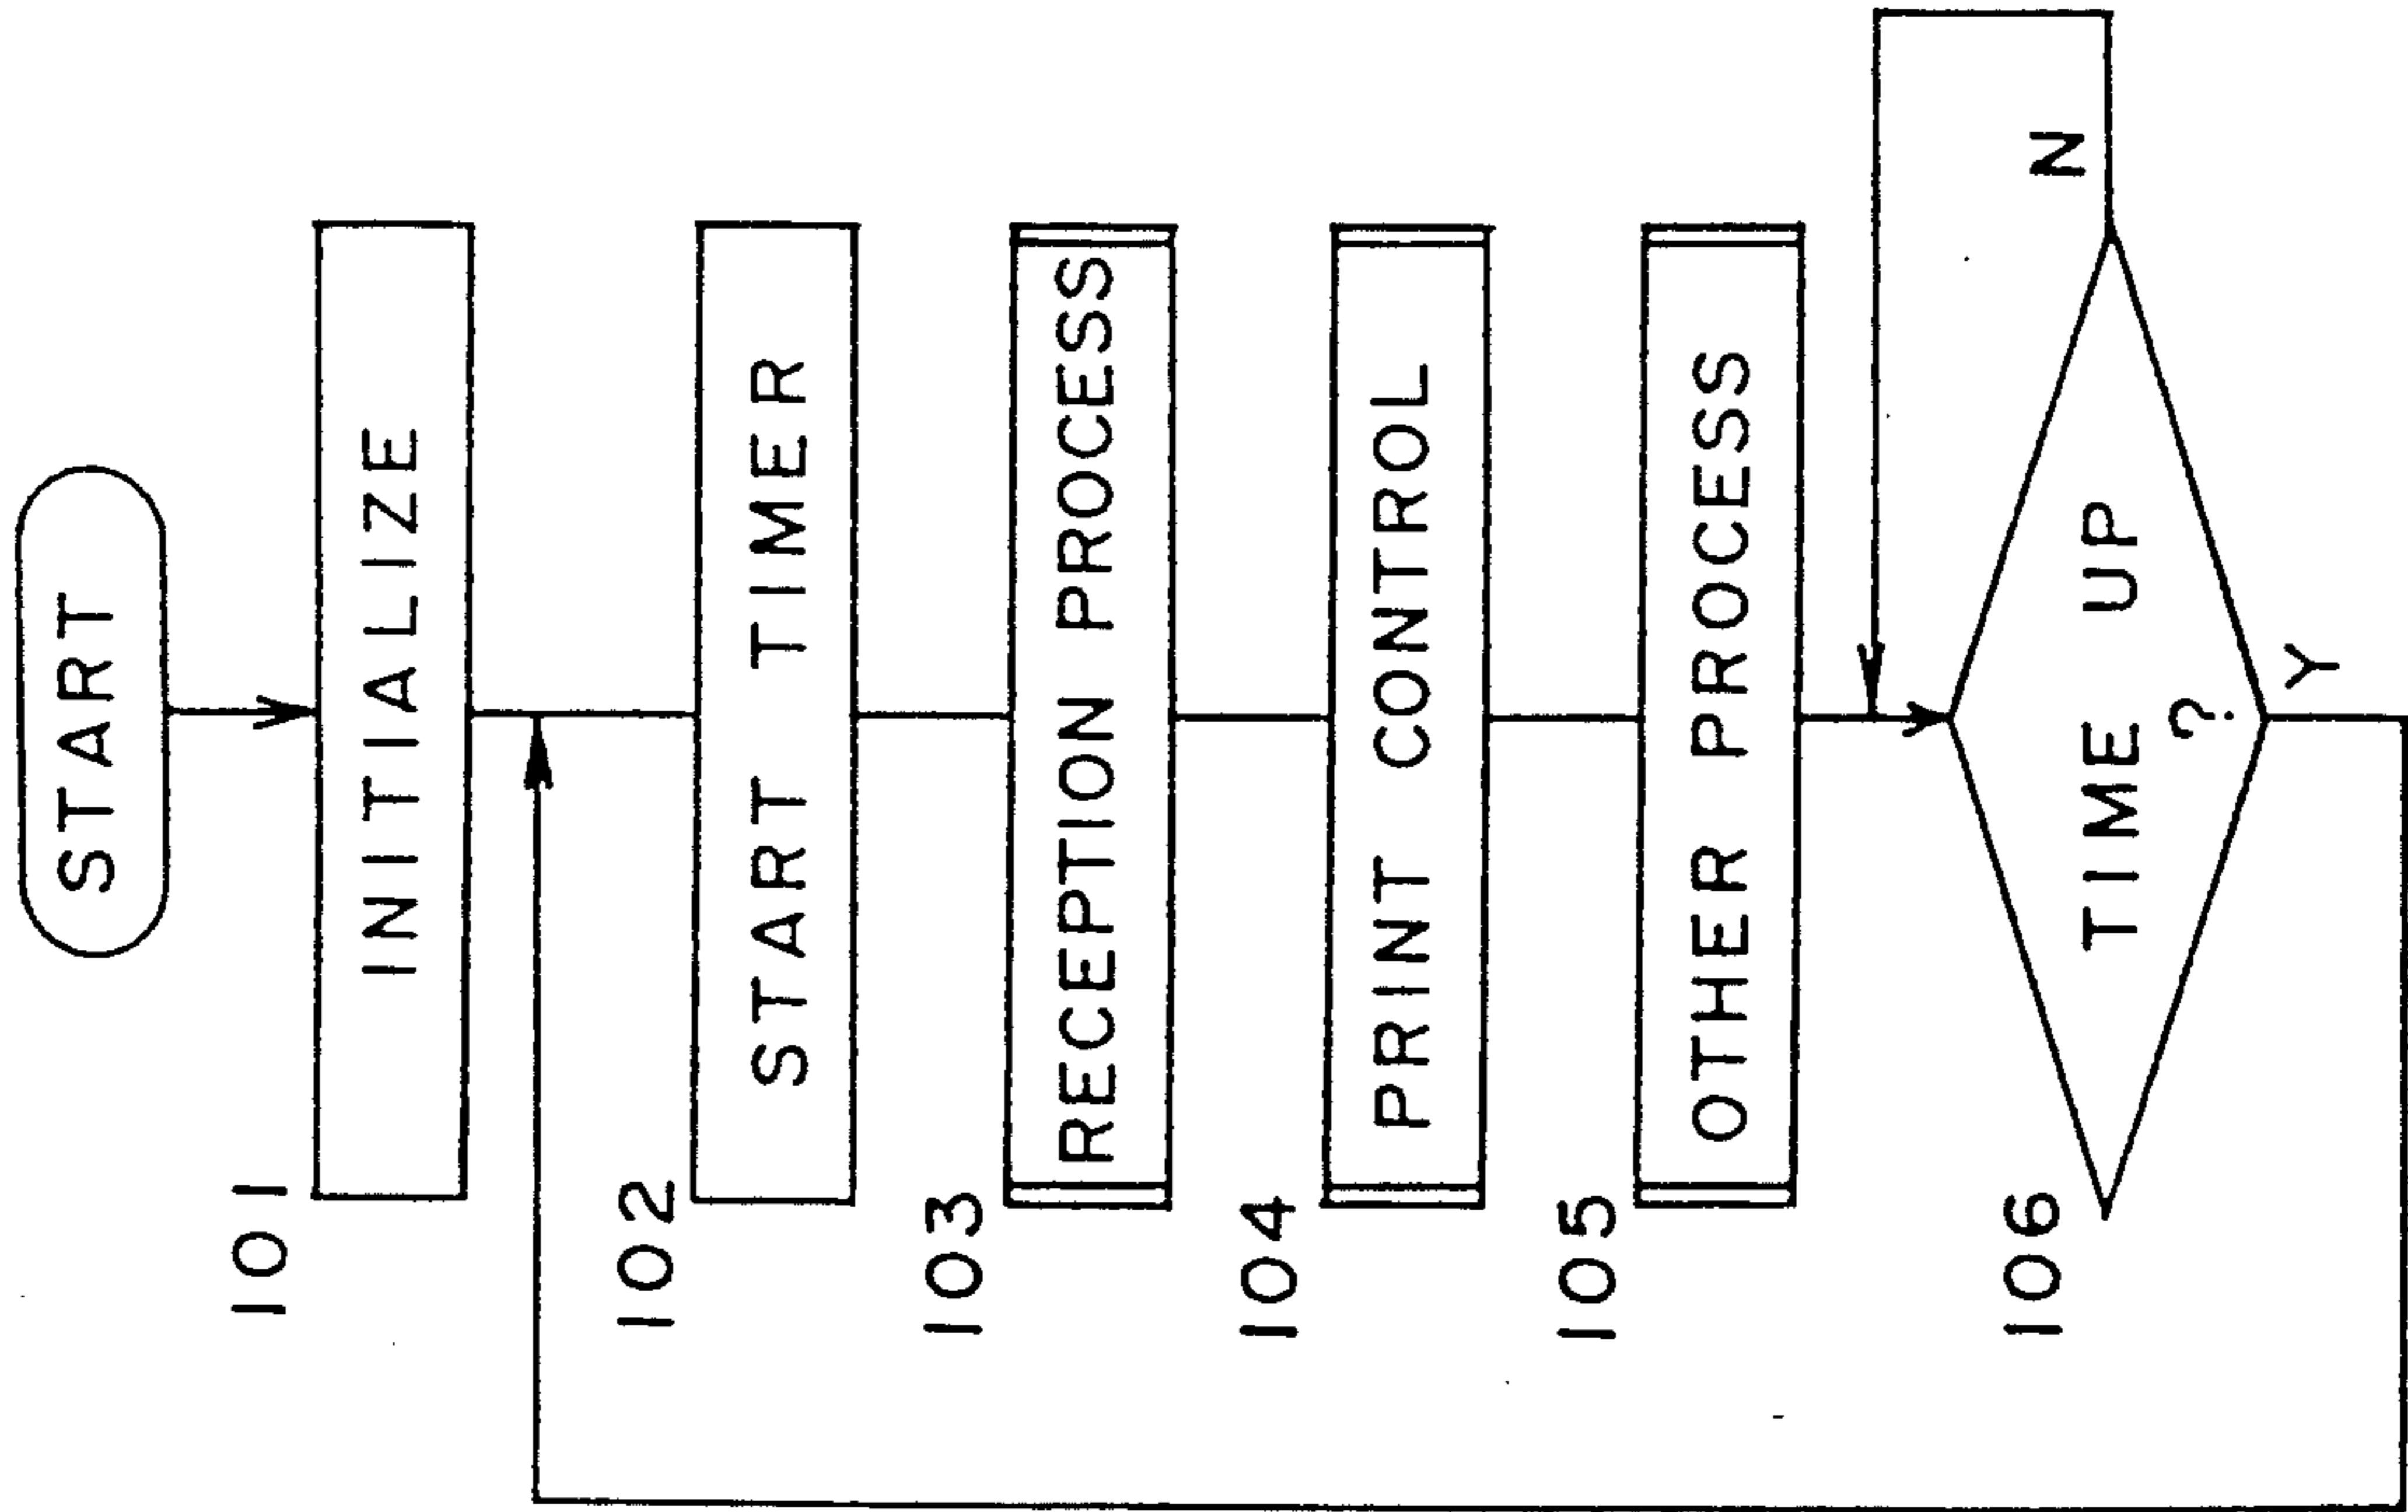 START
101
INITIALIZE
102
START TIMER
103
RECEPTION PROCESS
104
PRINT CONTROL
105
OTHER PROCESS
106
TIME UP
?
N
Y